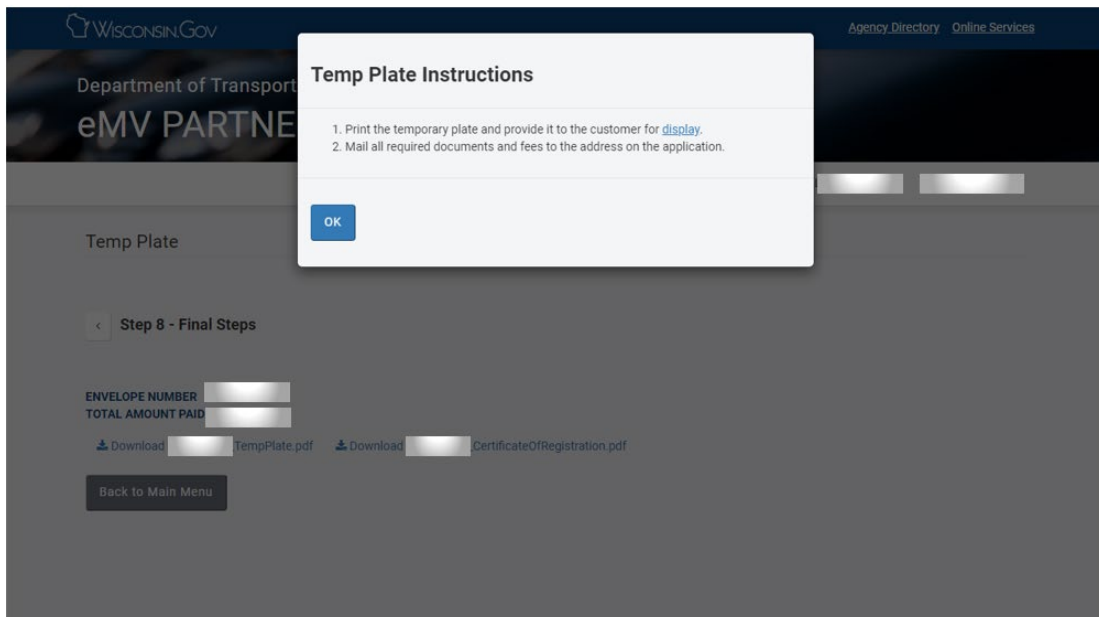 WISCONSIN.GOV
Agency Directory Online Services
Department of Transport
eMV PARTNE
Temp Plate Instructions
1. Print the temporary plate and provide it to the customer for display.
2. Mail all required documents and fees to the address on the application.
OK
Temp Plate
Step 8 - Final Steps
ENVELOPE NUMBER
TOTAL AMOUNT PAID
Download TempPlate.pdf Download CertificateOfRegistration.pdf
Back to Main Menu